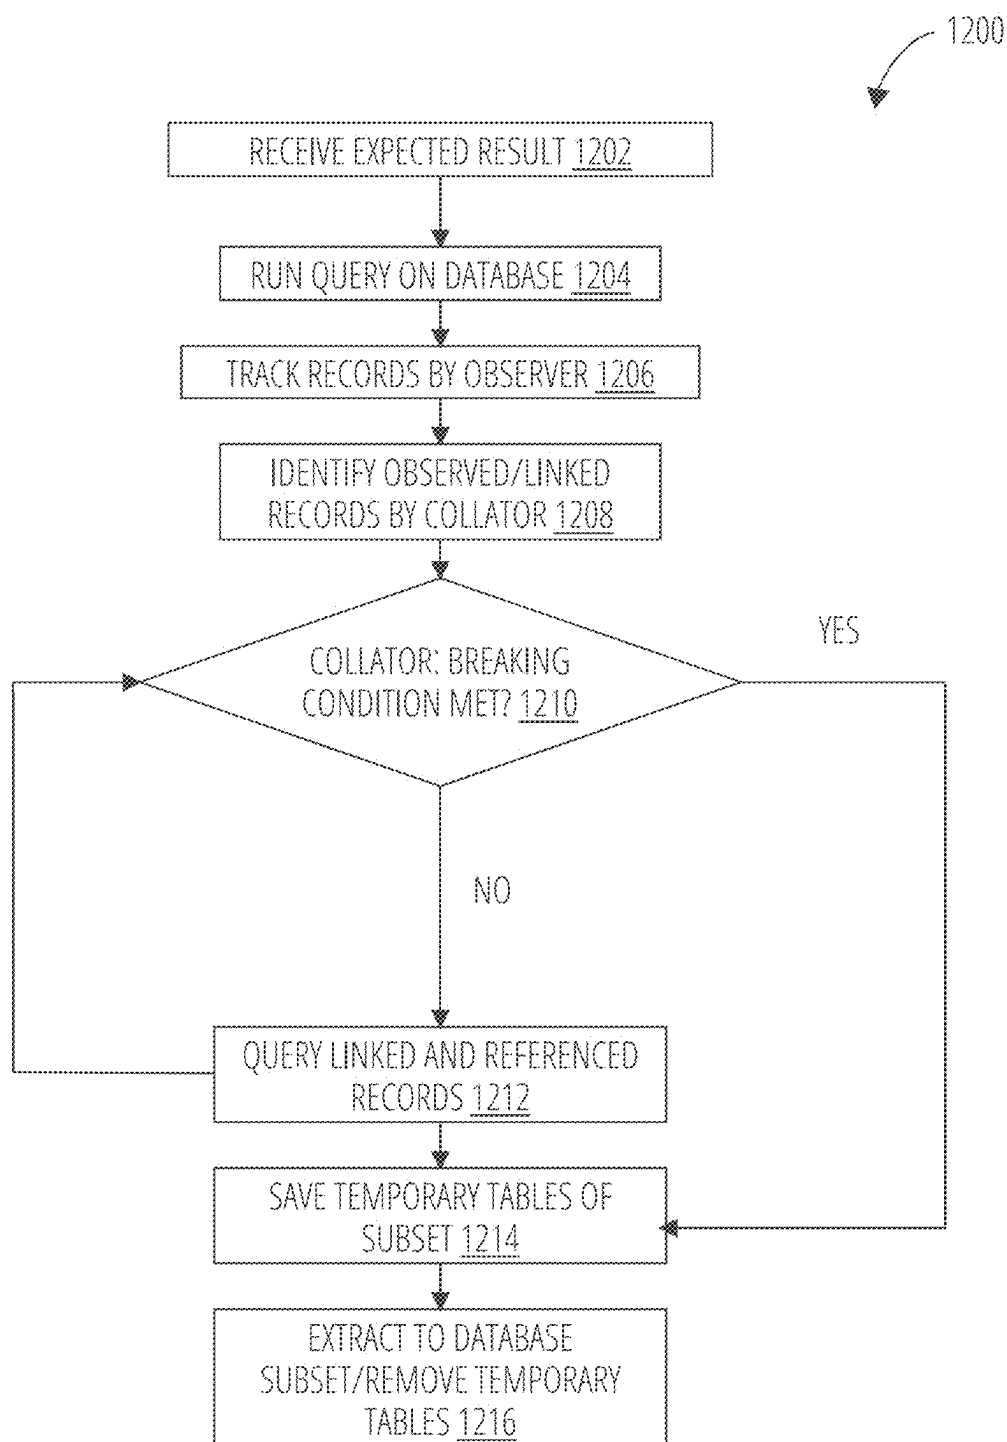 1200
RECEIVE EXPECTED RESULT 1202
RUN QUERY ON DATABASE 1204
TRACK RECORDS BY OBSERVER 1206
IDENTIFY OBSERVED/LINKED
RECORDS BY COLLATOR 1208
COLLATOR: BREAKING
CONDITION MET? 1210
YES
NO
QUERY LINKED AND REFERENCED
RECORDS 1212
SAVE TEMPORARY TABLES OF
SUBSET 1214
EXTRACT TO DATABASE
SUBSET/REMOVE TEMPORARY
TABLES 1216